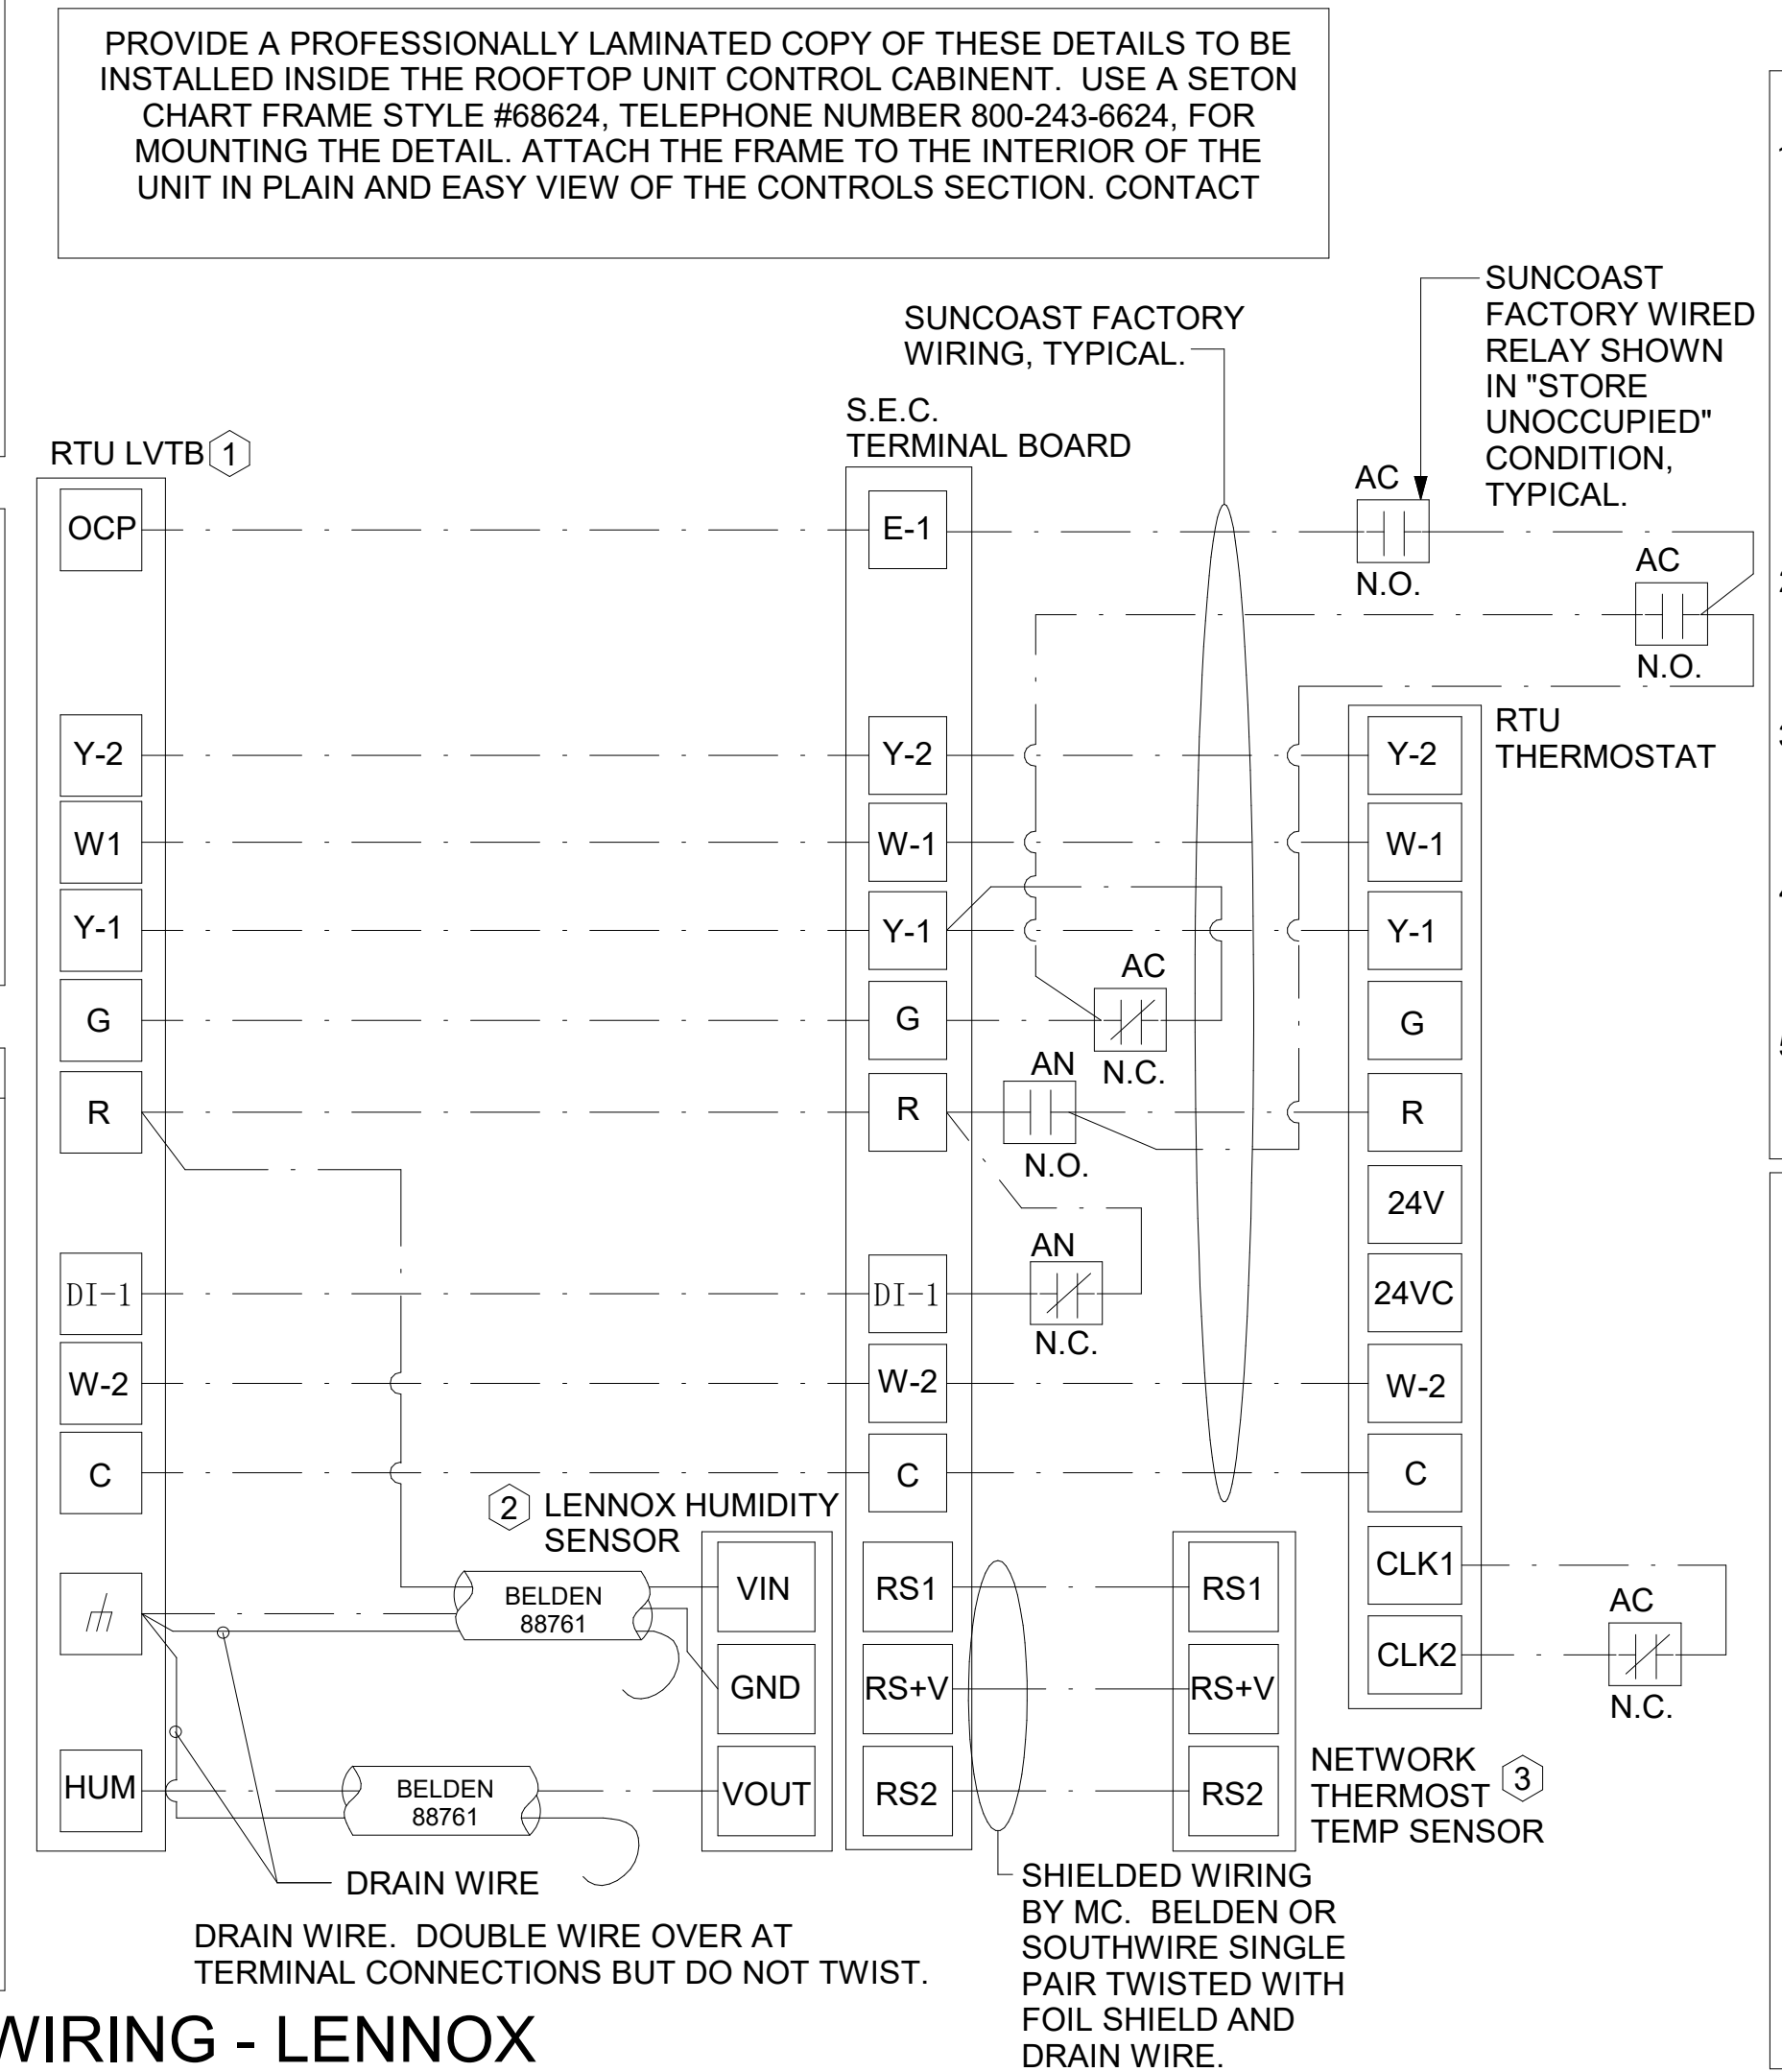 PROVIDE A PROFESSIONALLY LAMINATED COPY OF THESE DETAILS TO BE
INSTALLED INSIDE THE ROOFTOP UNIT CONTROL CABINENT.  USE A SETON
CHART FRAME STYLE #68624, TELEPHONE NUMBER 800-243-6624, FOR
MOUNTING THE DETAIL. ATTACH THE FRAME TO THE INTERIOR OF THE
UNIT IN PLAIN AND EASY VIEW OF THE CONTROLS SECTION. CONTACT
SUNCOAST
FACTORY WIRED
RELAY SHOWN
IN "STORE
UNOCCUPIED"
CONDITION,
TYPICAL.
SUNCOAST FACTORY
WIRING, TYPICAL.
RTU LVTB 1
OCP
Y-2
W1
Y-1
G
R
DI-1
W-2
C
HUM
S.E.C.
TERMINAL BOARD
E-1
Y-2
W-1
Y-1
G
R
DI-1
W-2
C
RS1
RS+V
RS2
AC
N.O.
AC
N.O.
AC
N.C.
AN
N.O.
AN
N.C.
RTU
THERMOSTAT
Y-2
W-1
Y-1
G
R
24V
24VC
W-2
C
CLK1
CLK2
AC
N.C.
2 LENNOX HUMIDITY
SENSOR
VIN
GND
VOUT
BELDEN
88761
BELDEN
88761
RS1
RS+V
RS2
NETWORK
THERMOST 3
TEMP SENSOR
DRAIN WIRE
DRAIN WIRE.  DOUBLE WIRE OVER AT
TERMINAL CONNECTIONS BUT DO NOT TWIST.
SHIELDED WIRING
BY MC.  BELDEN OR
SOUTHWIRE SINGLE
PAIR TWISTED WITH
FOIL SHIELD AND
DRAIN WIRE.
WIRING - LENNOX